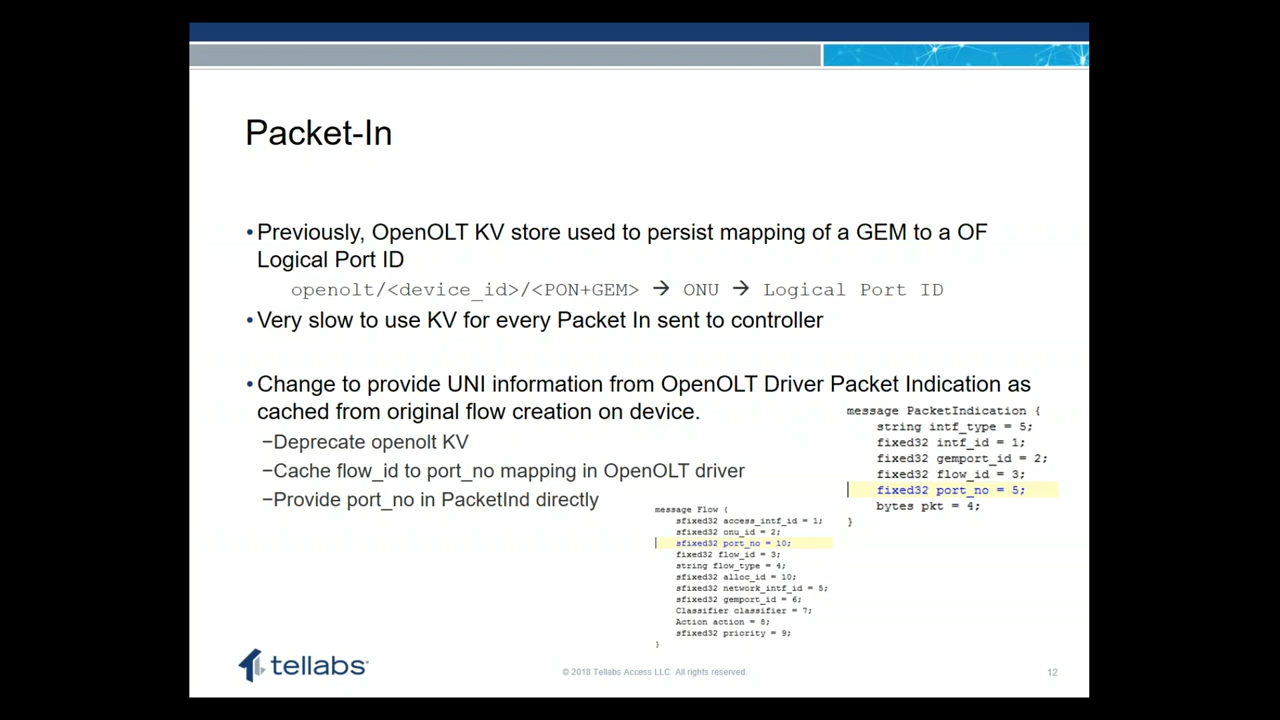 Packet-In
•Previously, OpenOLT KV store used to persist mapping of a GEM to a OF
Logical Port ID
openolt/<device_id>/<PON+GEM> → ONU → Logical Port ID
•Very slow to use KV for every Packet In sent to controller
•Change to provide UNI information from OpenOLT Driver Packet Indication as
cached from original flow creation on device.
−Deprecate openolt KV
−Cache flow_id to port_no mapping in OpenOLT driver
−Provide port_no in PacketInd directly
message PacketIndication {
string intf_type = 5;
fixed32 intf_id = 1;
fixed32 gemport_id = 2;
fixed32 flow_id = 3;
fixed32 port_no = 5;
bytes pkt = 4;
}
message Flow {
sfixed32 access_intf_id = 1;
sfixed32 onu_id = 2;
sfixed32 port_no = 10;
fixed32 flow_id = 3;
string flow_type = 4;
sfixed32 alloc_id = 10;
sfixed32 network_intf_id = 5;
sfixed32 gemport_id = 6;
Classifier classifier = 7;
Action action = 8;
sfixed32 priority = 9;
}
tellabs
© 2018 Tellabs Access LLC All rights reserved.
12